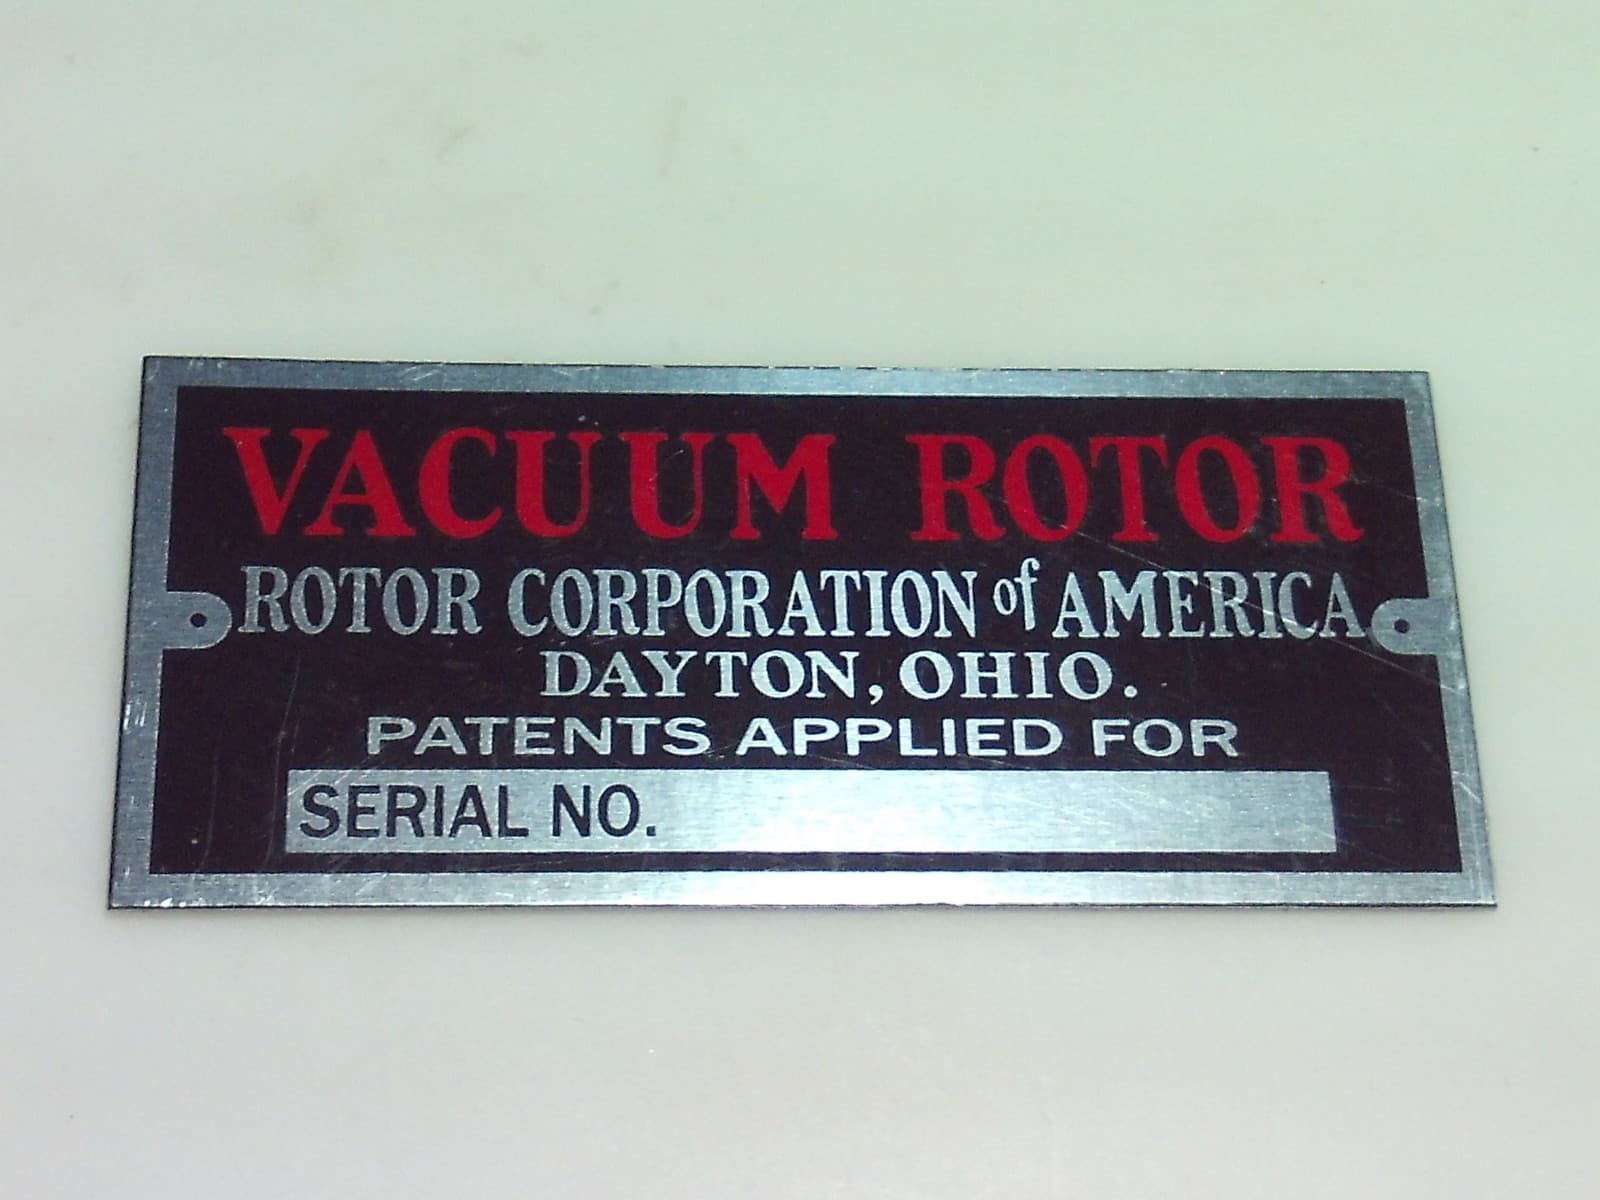 VACUUM ROTOR
ROTOR CORPORATION of AMERICA
DAYTON, OHIO.
PATENTS APPLIED FOR
SERIAL NO.